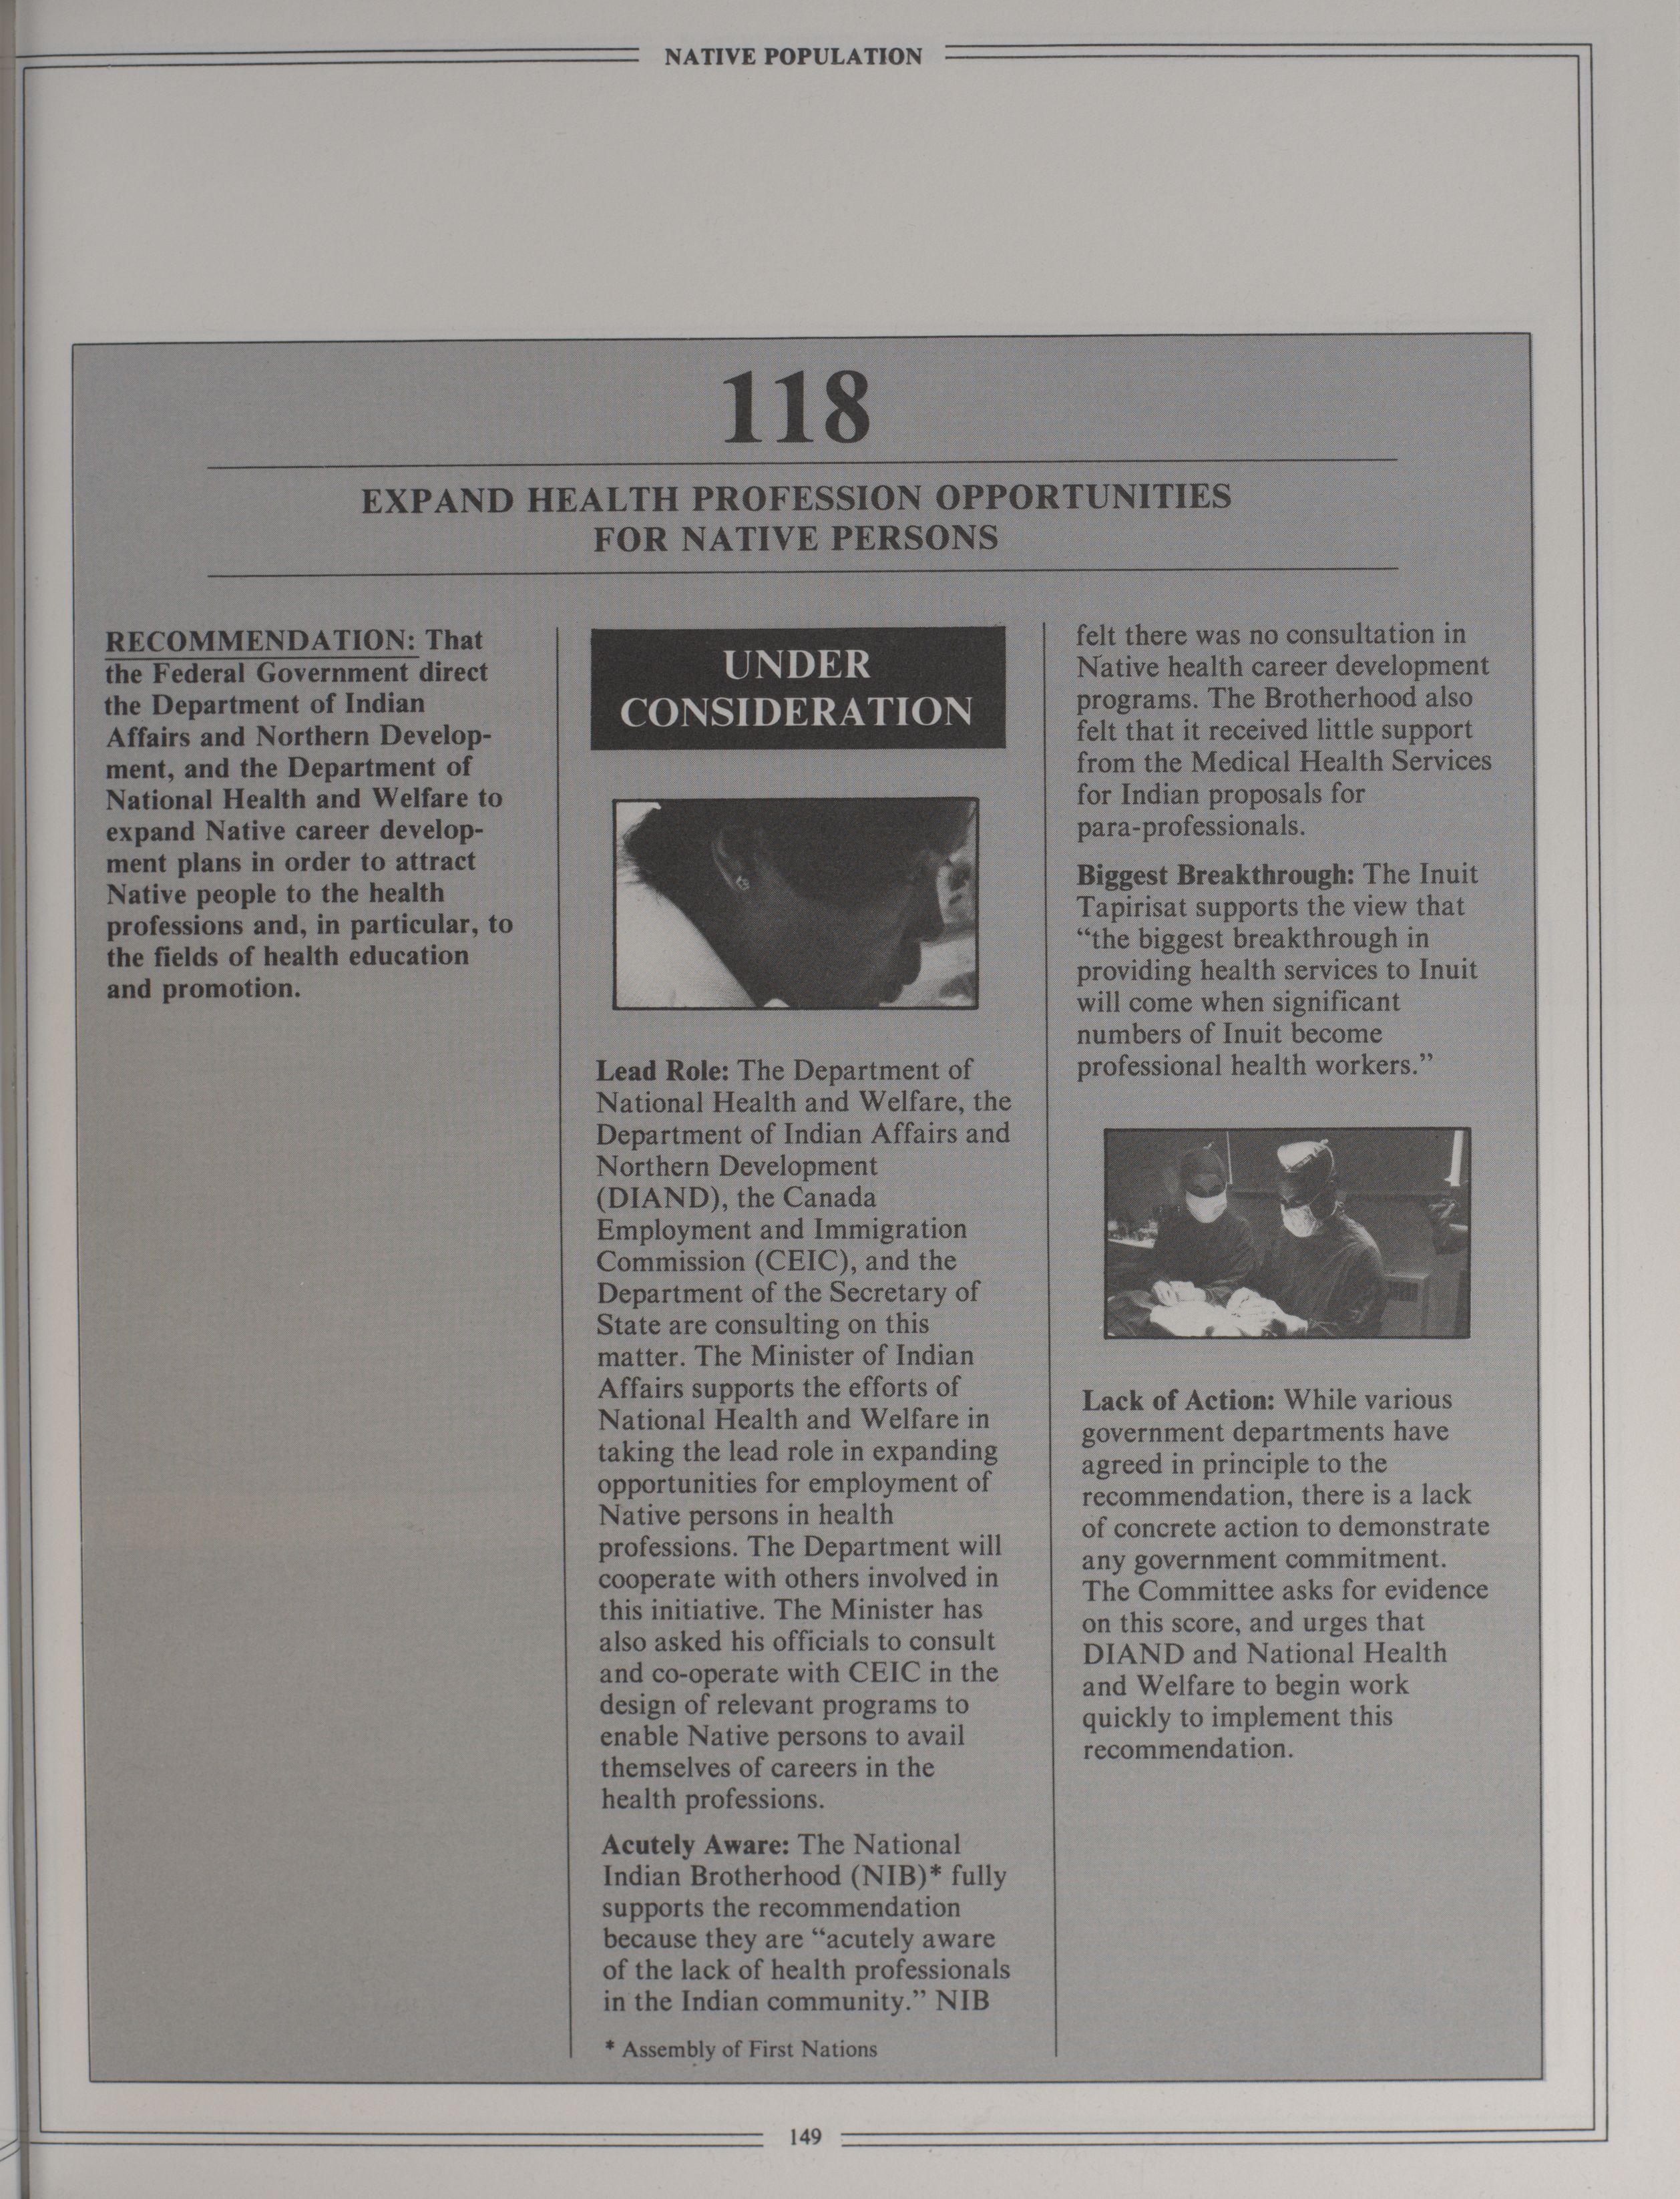 NATIVE POPULATION
118
EXPAND HEALTH PROFESSION OPPORTUNITIES
FOR NATIVE PERSONS
RECOMMENDATION: That
the Federal Government direct
the Department of Indian
Affairs and Northern Develop-
ment, and the Department of
National Health and Welfare to
expand Native career develop-
ment plans in order to attract
Native people to the health
professions and, in particular, to
the fields of health education
and promotion.
UNDER
CONSIDERATION
Lead Role: The Department of
National Health and Welfare, the
Department of Indian Affairs and
Northern Development
(DIAND), the Canada
Employment and Immigration
Commission (CEIC), and the
Department of the Secretary of
State are consulting on this
matter. The Minister of Indian
Affairs supports the efforts of
National Health and Welfare in
taking the lead role in expanding
opportunities for employment of
Native persons in health
professions. The Department will
cooperate with others involved in
this initiative. The Minister has
also asked his officials to consult
and co-operate with CEIC in the
design of relevant programs to
enable Native persons to avail
themselves of careers in the
health professions.
Acutely Aware: The National
Indian Brotherhood (NIB)* fully
supports the recommendation
because they are “acutely aware
of the lack of health professionals
in the Indian community.” NIB
* Assembly of First Nations
felt there was no consultation in
Native health career development
programs. The Brotherhood also
felt that it received little support
from the Medical Health Services
for Indian proposals for
para-professionals.
Biggest Breakthrough: The Inuit
Tapirisat supports the view that
“the biggest breakthrough in
providing health services to Inuit
will come when significant
numbers of Inuit become
professional health workers.”
Lack of Action: While various
government departments have
agreed in principle to the
recommendation, there is a lack
of concrete action to demonstrate
any government commitment.
The Committee asks for evidence
on this score, and urges that
DIAND and National Health
and Welfare to begin work
quickly to implement this
recommendation.
149